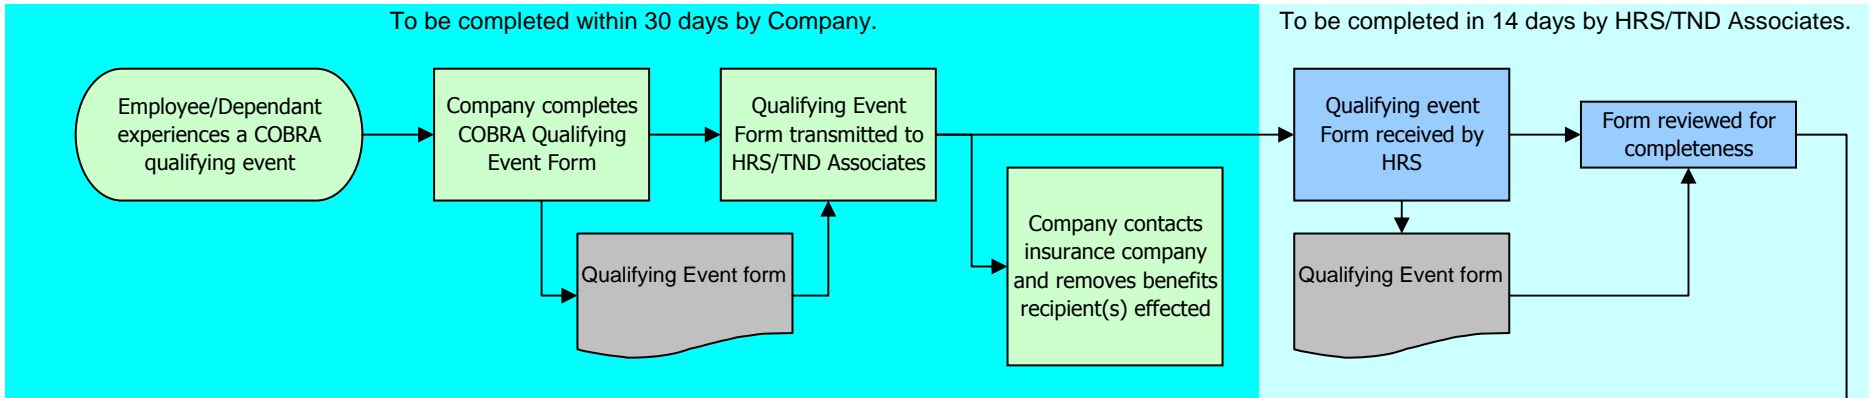 To be completed within 30 days by Company.
To be completed in 14 days by HRS/TND Associates.
Employee/Dependant
experiences a COBRA
qualifying event
Company completes
COBRA Qualifying
Event Form
Qualifying Event
Form transmitted to
HRS/TND Associates
Qualifying event
Form received by
HRS
Form reviewed for
completeness
Qualifying Event form
Company contacts
insurance company
and removes benefits
recipient(s) effected
Qualifying Event form